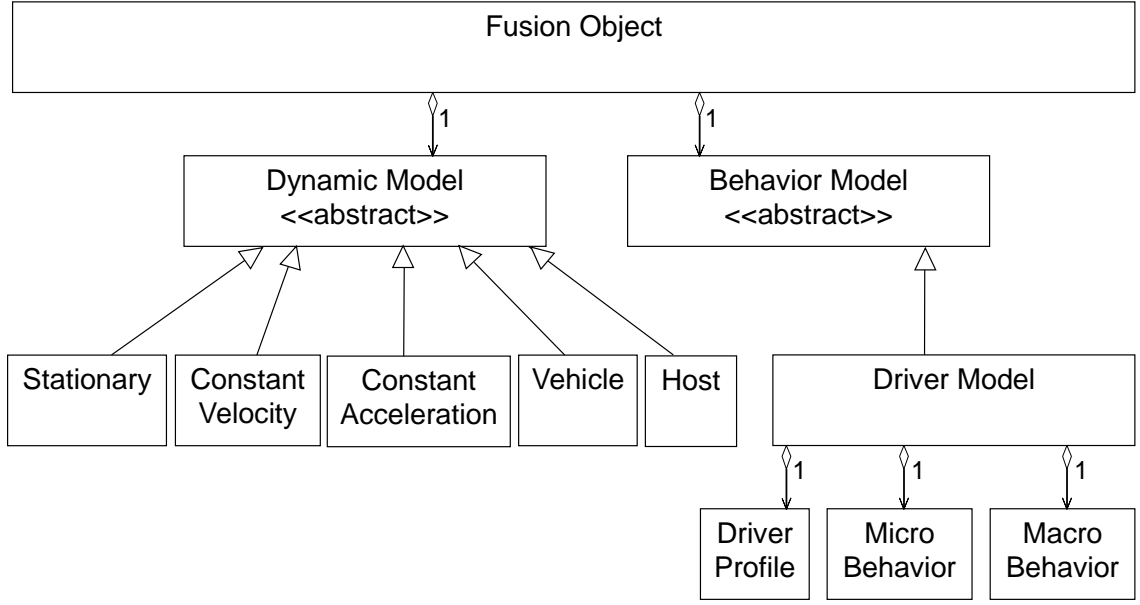 Fusion Object
1
1
Dynamic Model
<<abstract>>
Behavior Model
<<abstract>>
Stationary
Constant
Velocity
Constant
Acceleration
Vehicle
Host
Driver Model
1
1
1
Driver
Profile
Micro
Behavior
Macro
Behavior